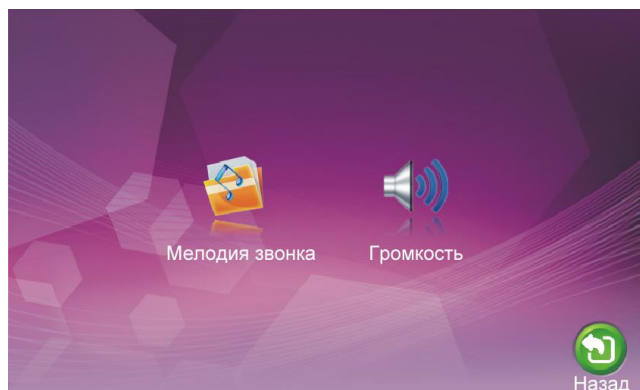 Мелодия звонка
Громкость
Назад